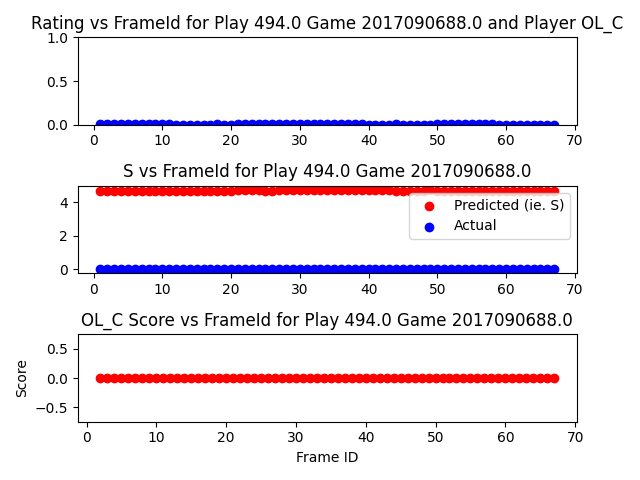 Rating vs FrameId for Play 494.0 Game 2017090688.0 and Player OL_C
1.0
0.5
0.0
0 10 20 30 40 50 60 70
S vs FrameId for Play 494.0 Game 2017090688.0
4
2
0
Predicted (ie. S)
Actual
0 10 20 30 40 50 60 70
OL_C Score vs FrameId for Play 494.0 Game 2017090688.0
Score
0.5
0.0
−0.5
0 10 20 30 40 50 60 70
Frame ID